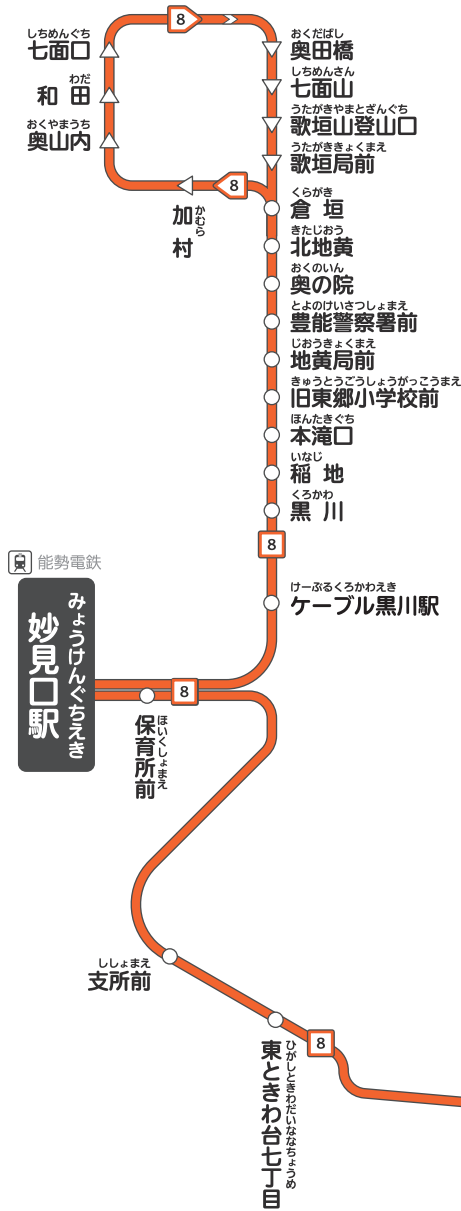 8
しちめんぐち
七面口
わだ
和田
おくやまうち
奥山内
8
かむら
加村
おくだばし
奥田橋
しちめんさん
七面山
うたがきやまとざんぐち
歌垣山登山口
うたがききょくまえ
歌垣局前
くらがき
倉垣
きたじおう
北地黄
おくのいん
奥の院
とよのけいさつしょまえ
豊能警察署前
じおうきょくまえ
地黄局前
きゅうとうごうしょうがっこうまえ
旧東郷小学校前
ほんたきぐち
本滝口
いなじ
稲地
くろかわ
黒川
8
けーぶるくろかわえき
ケーブル黒川駅
能勢電鉄
みょうけんぐちえき
妙見口駅
8
ほいくしょまえ
保育所前
ししょまえ
支所前
8
ひがしときわだいななちょうめ
東ときわ台七丁目